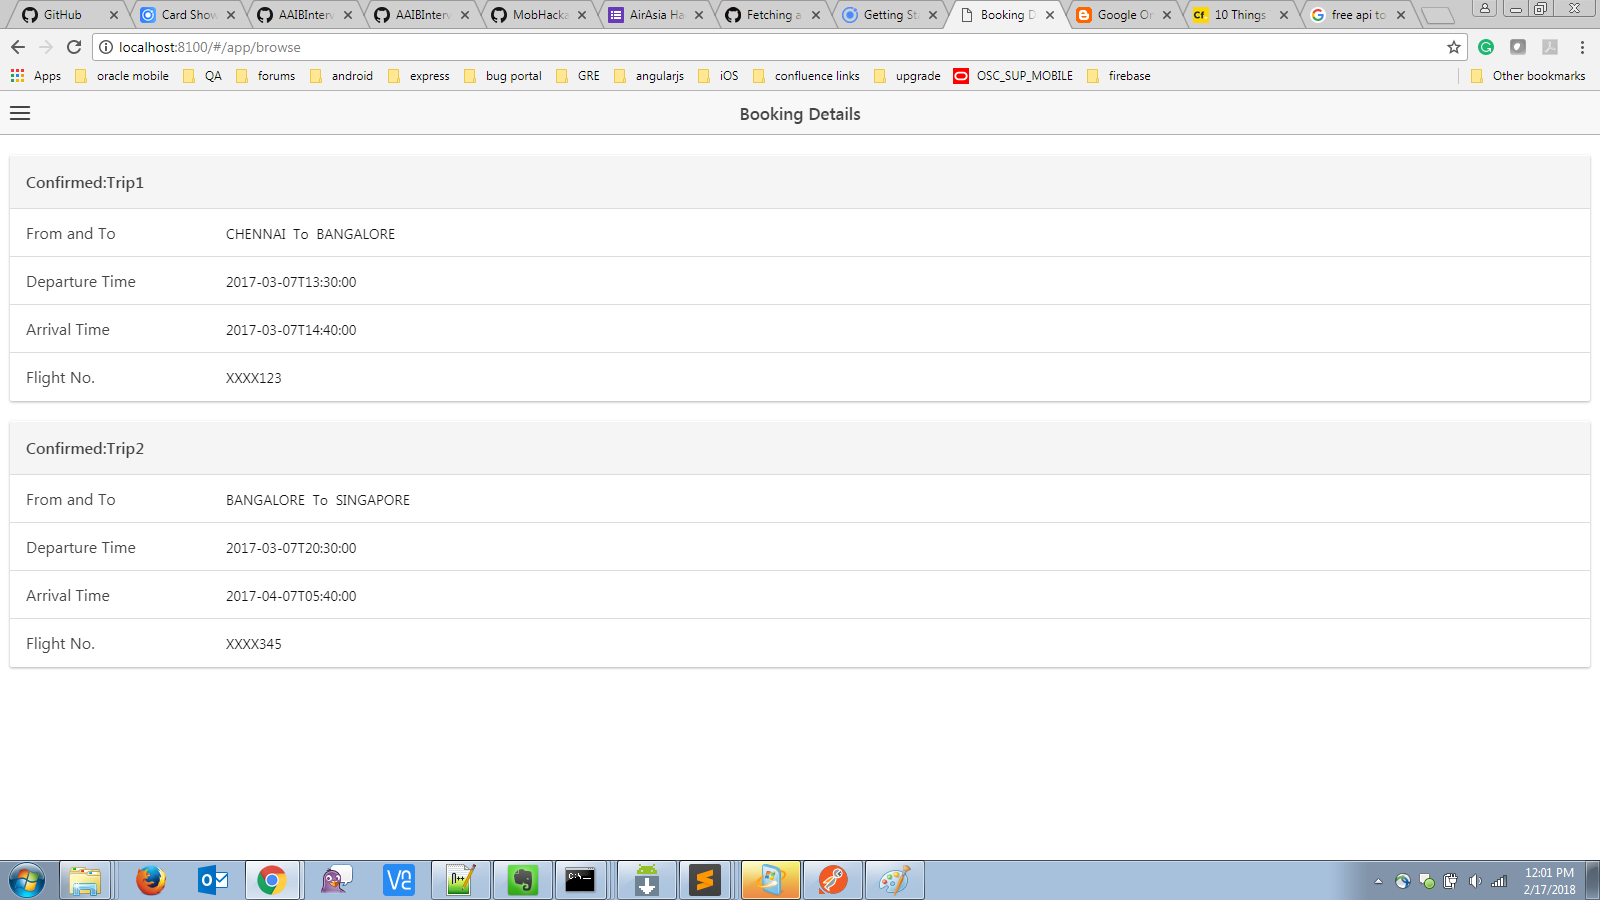 GitHub
Card Show
AAIBInterv
AAIBInterv
MobHacka
AirAsia Ha
Fetching a
Getting St
Booking D
Google Or
Cf. 10 Things
free api to
localhost:8100/#/app/browse
Apps oracle mobile QA forums android express bug portal GRE angularjs iOS confluence links upgrade OSC_SUP_MOBILE firebase Other bookmarks
Booking Details
Confirmed:Trip1
From and To CHENNAI To BANGALORE
Departure Time 2017-03-07T13:30:00
Arrival Time 2017-03-07T14:40:00
Flight No. XXXX123
Confirmed:Trip2
From and To BANGALORE To SINGAPORE
Departure Time 2017-03-07T20:30:00
Arrival Time 2017-04-07T05:40:00
Flight No. XXXX345
12:01 PM
2/17/2018